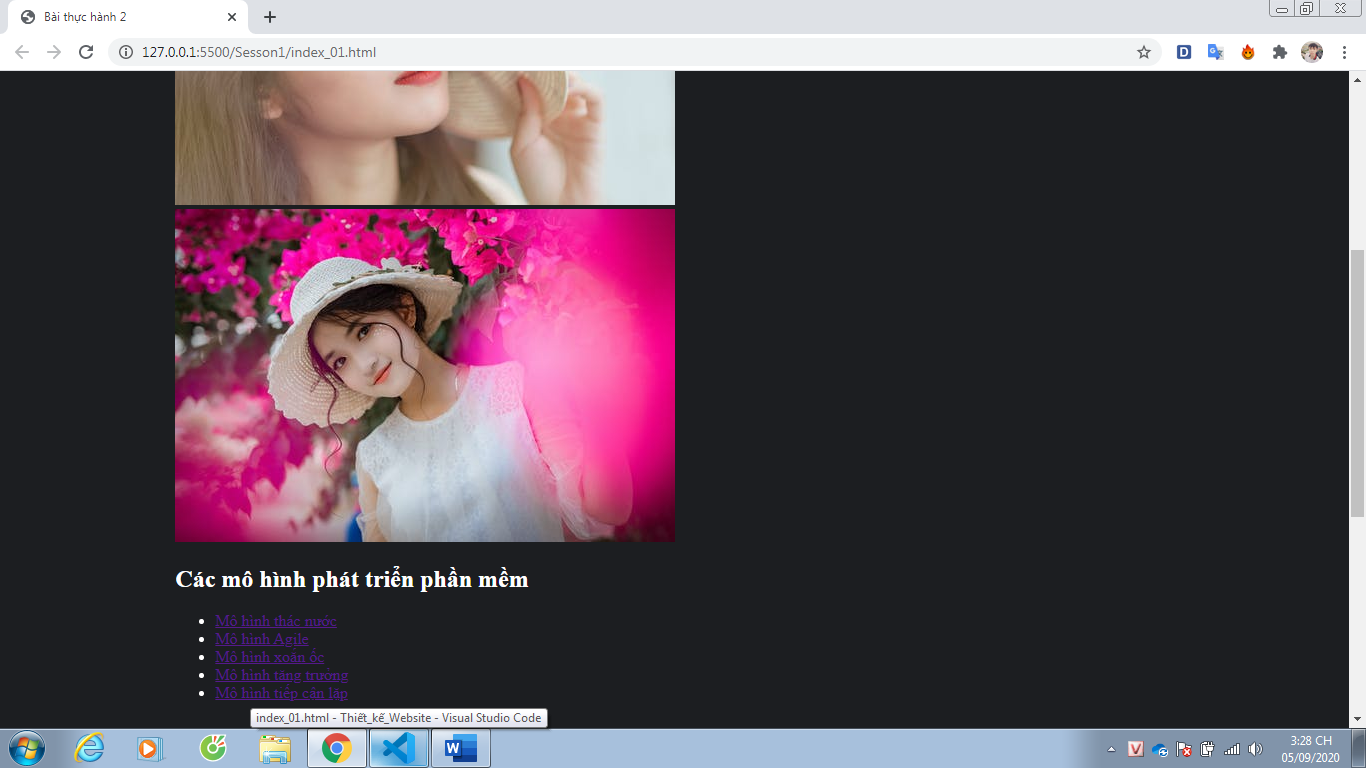 Bài thực hành 2
127.0.0.1:5500/Sesson1/index_01.html
Các mô hình phát triển phần mềm
Mô hình thác nước
Mô hình Agile
Mô hình xoắn ốc
Mô hình tăng trưởng
Mô hình tiếp cận lặp
index_01.html - Thiết_kế_Website - Visual Studio Code
3:28 CH
05/09/2020